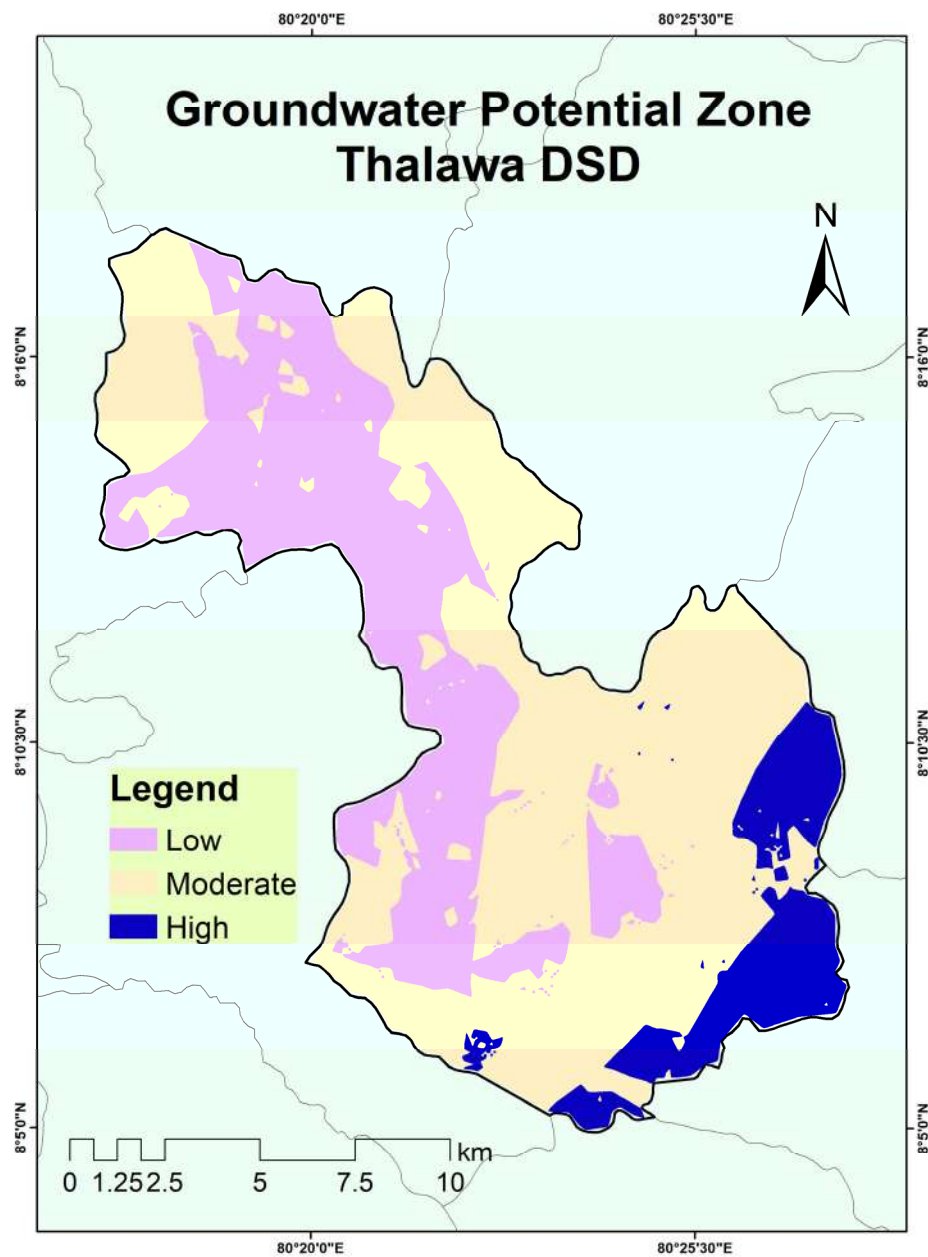 80°20'0"E 80°25'30"E
Groundwater Potential Zone
Thalawa DSD
N
8°16'0"N 8°16'0"N
8°10'30"N 8°10'30"N
Legend
Low
Moderate
High
8°5'0"N 8°5'0"N
km
0 1.25 2.5 5 7.5 10
80°20'0"E 80°25'30"E